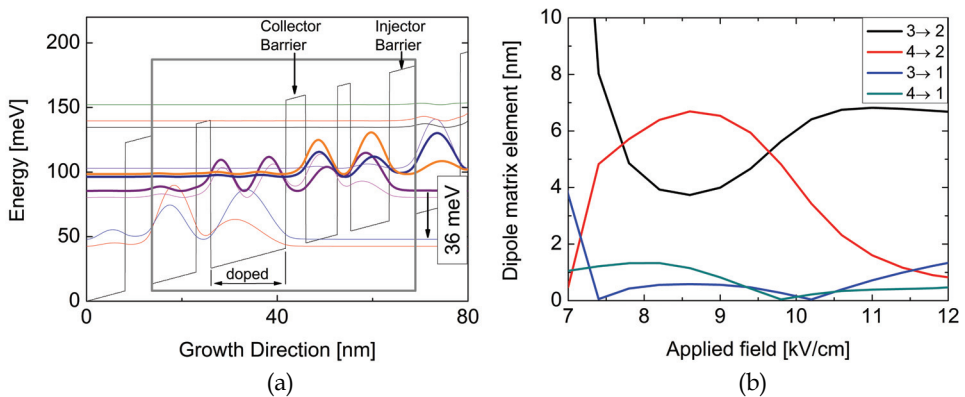 Energy [meV]
200
150
100
50
0
Collector
Barrier
Injector
Barrier
doped
36 meV
0 20 40 60 80
Growth Direction [nm]
(a)
Dipole matrix element [nm]
10
8
6
4
2
0
3→2
4→2
3→1
4→1
7 8 9 10 11 12
Applied field [kV/cm]
(b)